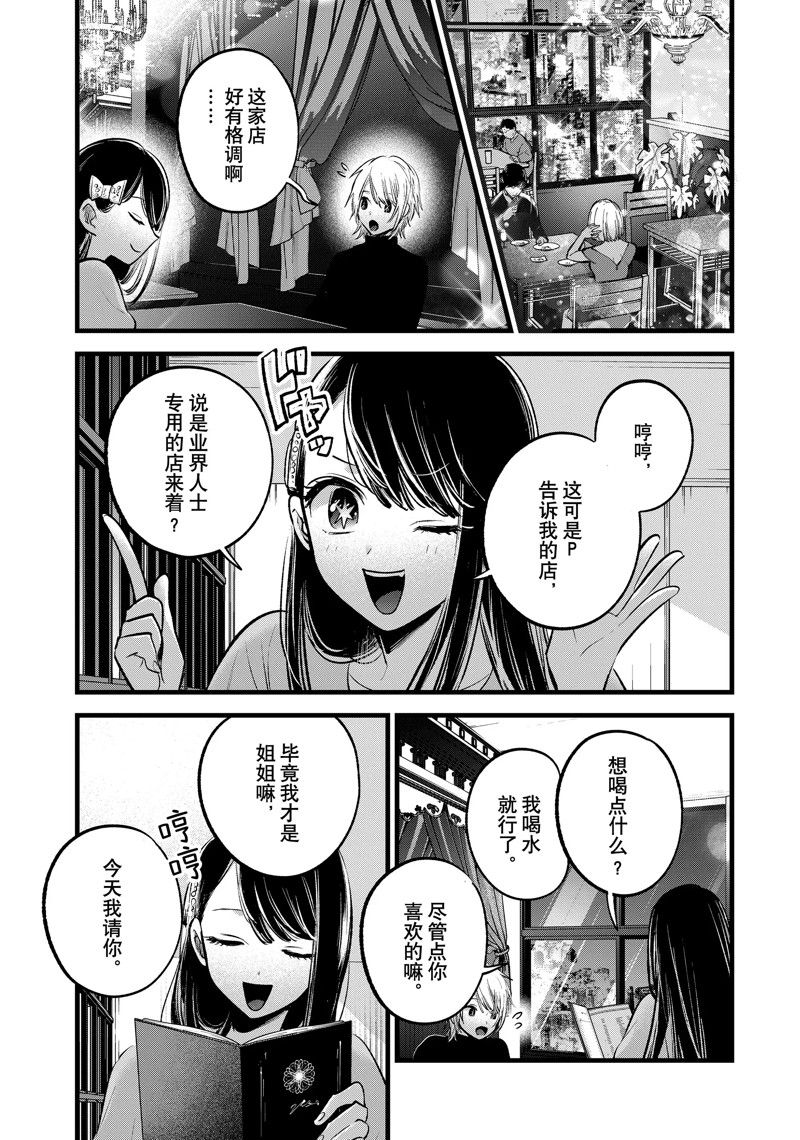 这家店
好有格调啊
……
哼哼，
这可是P
告诉我的店，
说是业界人士
专用的店来着？
想喝点什么？
我喝水
就行了。
尽管点你
喜欢的嘛。
毕竟我才是
姐姐嘛，
哼哼
今天我请你。